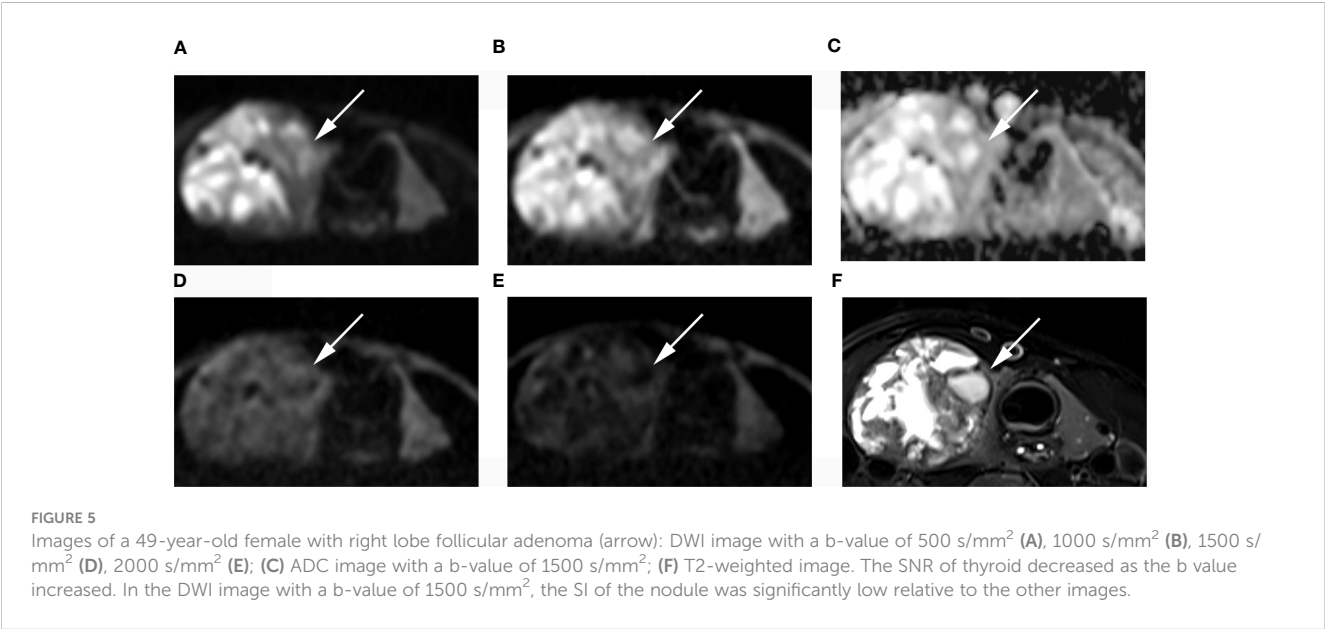 A
B
C
D
E
F
FIGURE 5
Images of a 49-year-old female with right lobe follicular adenoma (arrow): DWI image with a b-value of 500 s/mm² (A), 1000 s/mm² (B), 1500 s/
mm² (D), 2000 s/mm² (E); (C) ADC image with a b-value of 1500 s/mm²; (F) T2-weighted image. The SNR of thyroid decreased as the b value
increased. In the DWI image with a b-value of 1500 s/mm², the SI of the nodule was significantly low relative to the other images.